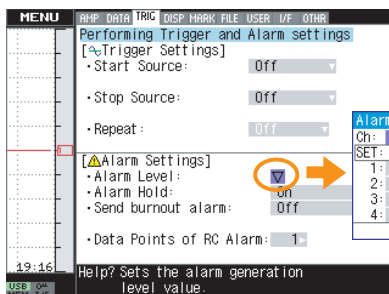 MENU AMP DATA TRIG DISP MARK FILE USER I/F OTHR
Performing Trigger and Alarm settings
[Trigger Settings]
・Start Source: Off
・Stop Source: Off
・Repeat: Off
Alarm
Ch:
SET:
1:
2:
3:
4:
[Alarm Settings]
・Alarm Level:
・Alarm Hold: On
・Send burnout alarm: Off
・Data Points of RC Alarm: 1
19:16
Help? Sets the alarm generation
level value.
USB